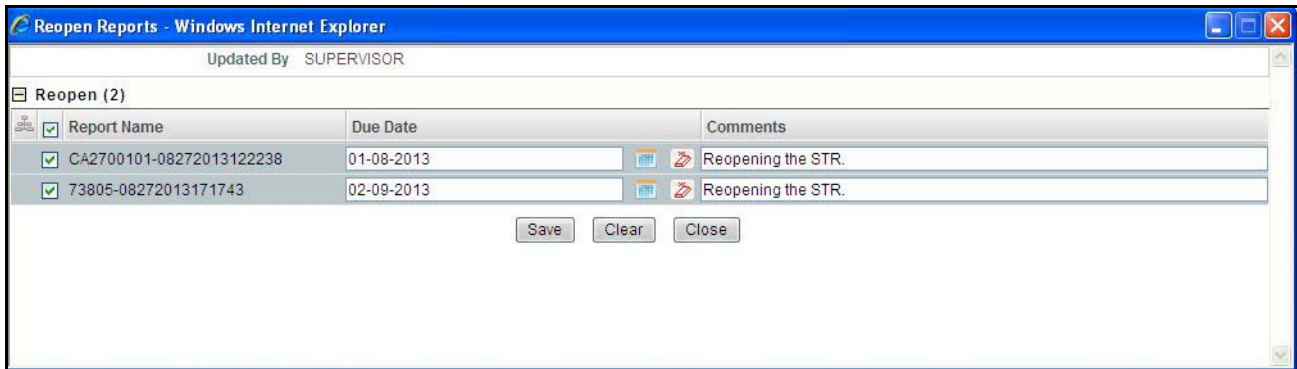 Reopen Reports - Windows Internet Explorer
Updated By SUPERVISOR
Reopen (2)
Report Name Due Date Comments
CA2700101-08272013122238 01-08-2013 Reopening the STR.
73805-08272013171743 02-09-2013 Reopening the STR.
Save Clear Close